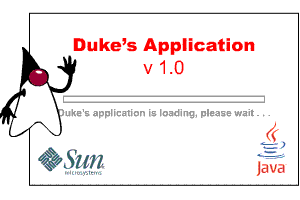 Duke's Application
v 1.0
Duke's application is loading, please wait . . .
Sun
microsystems
Java